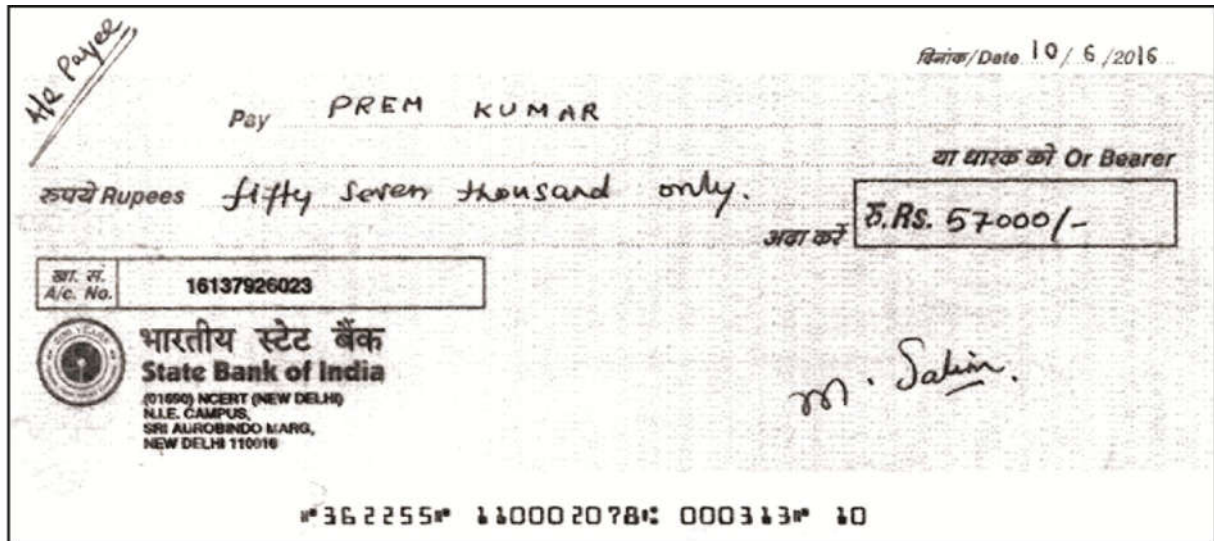 A/c Payee
दिनांक/Date 10/ 6 /2016
Pay PREM KUMAR
या धारक को Or Bearer
रुपये Rupees fifty seven thousand only.
अदा करें रु.Rs. 57000/-
खा. सं.
A/c. No. 16137926023
भारतीय स्टेट बैंक
State Bank of India
(01690) NCERT (NEW DELHI)
N.I.E. CAMPUS,
SRI AUROBINDO MARG,
NEW DELHI 110016
M. Salim.
⑈362255⑈ 110002078⑆ 000313⑈ 10